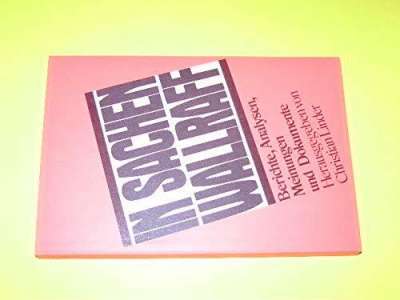 IN SACHEN
WALLRAFF
Berichte, Analysen,
Meinungen
und Dokumente
Herausgegeben von
Christian Linder